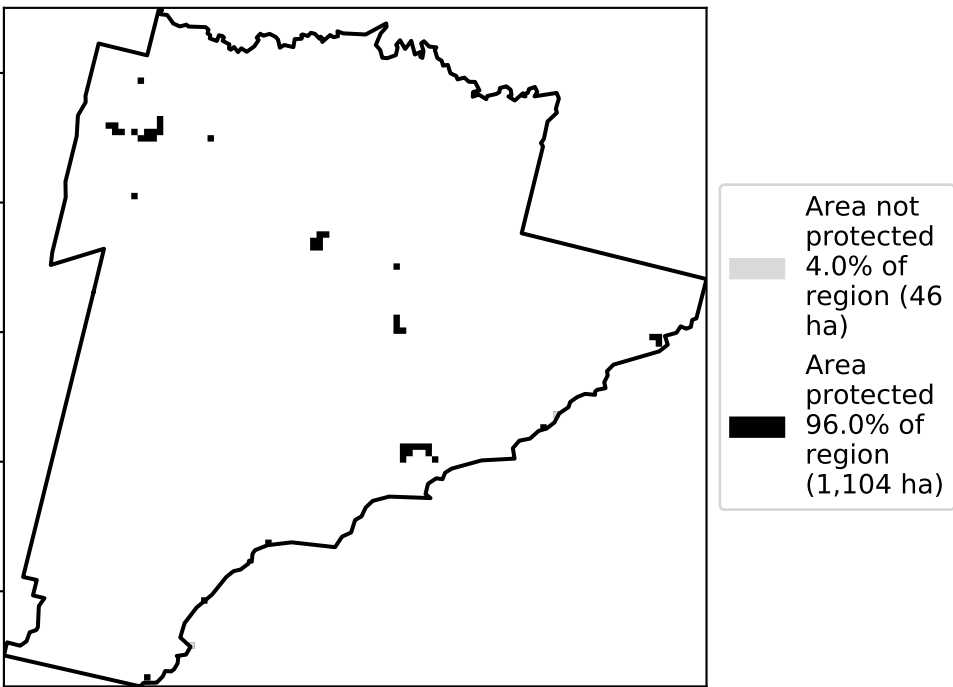 Area not
protected
4.0% of
region (46
ha)
Area
protected
96.0% of
region
(1,104 ha)